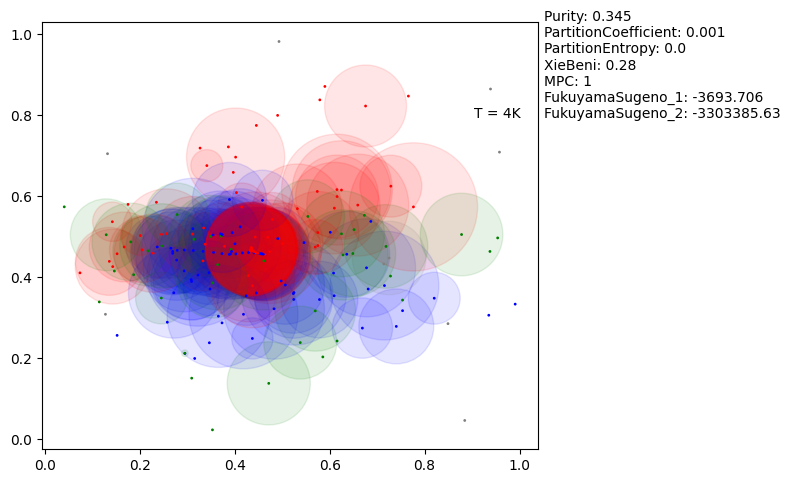 Purity: 0.345
PartitionCoefficient: 0.001
PartitionEntropy: 0.0
XieBeni: 0.28
MPC: 1
FukuyamaSugeno_1: -3693.706
FukuyamaSugeno_2: -3303385.63
T = 4K
1.0
0.8
0.6
0.4
0.2
0.0
0.0 0.2 0.4 0.6 0.8 1.0